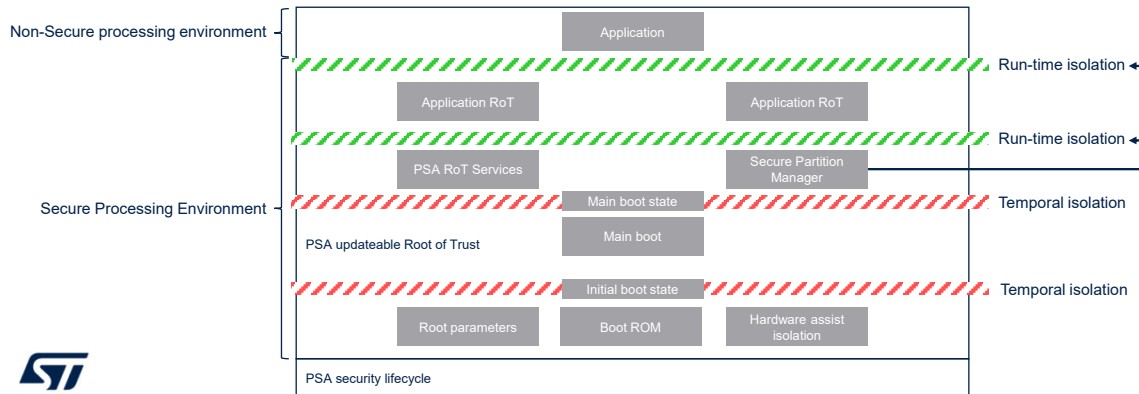 Non-Secure processing environment
Application
Run-time isolation
Application RoT
Application RoT
Run-time isolation
PSA RoT Services
Secure Partition
Manager
Secure Processing Environment
Main boot state
Temporal isolation
Main boot
PSA updateable Root of Trust
Initial boot state
Temporal isolation
Root parameters
Boot ROM
Hardware assist
isolation
ST
PSA security lifecycle